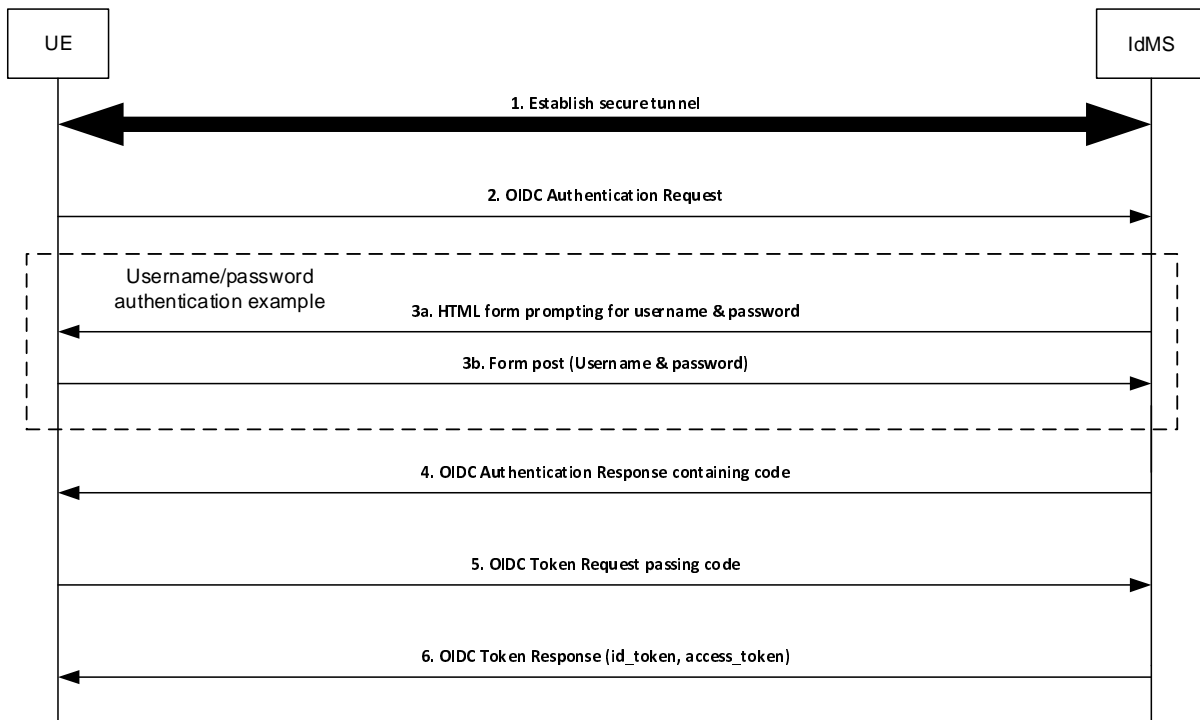 UE
IdMS
1. Establish secure tunnel
2. OIDC Authentication Request
Username/password
authentication example
3a. HTML form prompting for username & password
3b. Form post (Username & password)
4. OIDC Authentication Response containing code
5. OIDC Token Request passing code
6. OIDC Token Response (id_token, access_token)